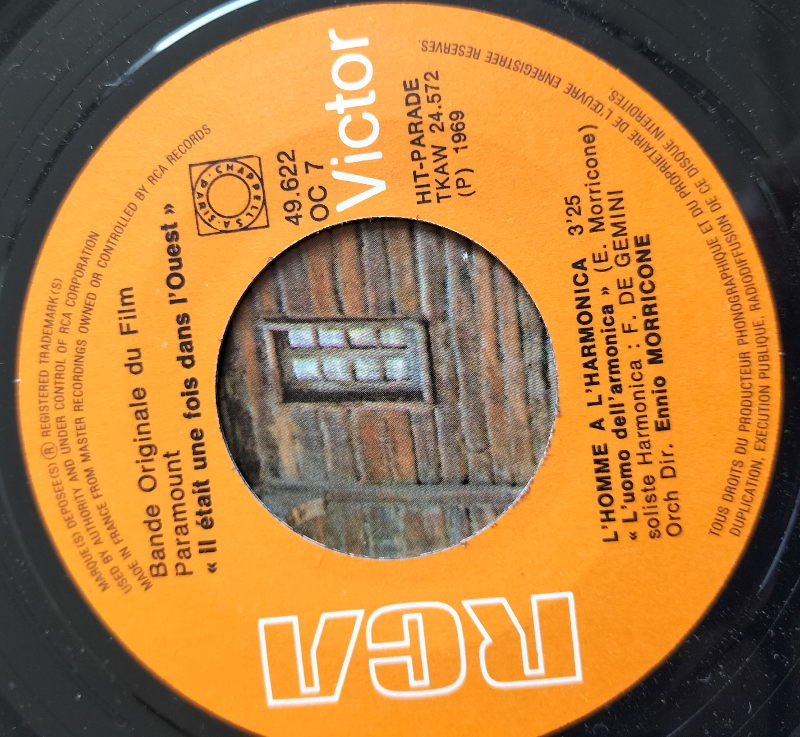 MARQUE(S) DEPOSEE(S) ® REGISTERED TRADEMARK(S)
USED BY AUTHORITY AND UNDER CONTROL OF RCA CORPORATION
MADE IN FRANCE FROM MASTER RECORDINGS OWNED OR CONTROLLED BY RCA RECORDS
Bande Originale du Film
Paramount
« il était une fois dans l'Ouest »
49.622
OC 7
RCA
Victor
HIT-PARADE
TKAW 24.572
(P) 1969
L'HOMME A L'HARMONICA 3'25
« L'uomo dell'armonica » (E. Morricone)
soliste Harmonica : F. DE GEMINI
Orch Dir. Ennio MORRICONE
TOUS DROITS DU PRODUCTEUR PHONOGRAPHIQUE ET DU PROPRIETAIRE DE L'ŒUVRE ENREGISTREE RESERVES.
DUPLICATION, EXECUTION PUBLIQUE, RADIODIFFUSION DE CE DISQUE INTERDITES.